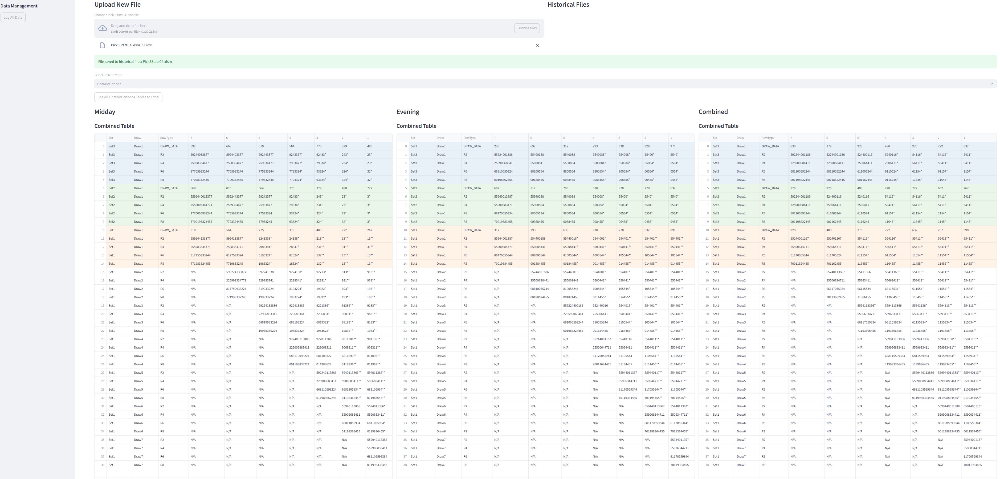 Data Management
Log All Data
Upload New File
Choose a Pick3StatsC4 Excel file
Drag and drop file here
Limit 200MB per file • XLSX, XLSM
Browse files
Pick3StatsC4.xlsm 18.6MB
Historical Files
File saved to historical files: Pick3StatsC4.xlsm
Select State to View
OntarioCanada
Log All OntarioCanada4 Tables to Excel
Midday
Combined Table
Set Draw RowType 7 6 5 4 3 2 1
0 Set3 Draw1 DRAW_DATA 692 668 010 564 775 379 480
1 Set3 Draw1 R2 59244033877 5924403377 592443377 9243377* 92433* 243* 23*
2 Set3 Draw1 R4 25908334477 2590334477 259334477 2933477* 29334* 234* 23*
3 Set3 Draw1 R6 87705933244 7705933244 775933244 7793324* 93324* 324* 32*
4 Set3 Draw1 R8 77098332445 7709332445 779332445 7793324* 93324* 324* 32*
5 Set2 Draw1 DRAW_DATA 668 010 564 775 379 480 722
6 Set2 Draw1 R2 5592440013377 5592443377 59243377 92433* 243* 23* 3*
7 Set2 Draw1 R4 2559003344771 2559334477 25933477 29334* 234* 23* 3*
8 Set2 Draw1 R6 1770055933244 7755933244 77593324 93324* 324* 32* 3*
9 Set2 Draw1 R8 7700193324455 7793324455 77933245 93324* 324* 32* 3*
10 Set1 Draw1 DRAW_DATA 010 564 775 379 480 722 267
11 Set1 Draw1 R2 559244133877 5924133877 9241338* 24138* 213** 13** 13**
12 Set1 Draw1 R4 255983344771 2598334771 2983341* 28341* 231** 31** 31**
13 Set1 Draw1 R6 817755933244 8177593324 8193324* 81324* 132** 13** 13**
14 Set1 Draw1 R8 771983324455 7719833245 1983324* 18324* 132** 13** 13**
15 Set1 Draw2 R2 N/A 599224133877 992241338 9224138* 92213* 913** 913**
16 Set1 Draw2 R4 N/A 225998334771 229983341 2298341* 22931* 931** 931**
17 Set1 Draw2 R6 N/A 817759933224 819933224 8193224* 19322* 193** 193**
18 Set1 Draw2 R8 N/A 771998332245 199833224 1983224* 19322* 193** 193**
19 Set1 Draw3 R2 N/A N/A 99224133886 922413886 9221386* 91386** 9138**
20 Set1 Draw3 R4 N/A N/A 22996883341 229688341 2296831* 96831** 9831**
21 Set1 Draw3 R6 N/A N/A 68819933224 688193224 6819322* 68193** 8193**
22 Set1 Draw3 R8 N/A N/A 19988336224 198836224 1983622* 19836** 1983**
23 Set1 Draw4 R2 N/A N/A N/A 922400113886 922011386 9011386** 901138**
24 Set1 Draw4 R4 N/A N/A N/A 229006883411 229068311 9068311** 908311**
25 Set1 Draw4 R6 N/A N/A N/A 688110093224 681109322 6811093** 811093**
26 Set1 Draw4 R8 N/A N/A N/A 001198836224 011983622 0119836** 011983**
27 Set1 Draw5 R2 N/A N/A N/A N/A 592240113866 5940113866** 594011386**
28 Set1 Draw5 R4 N/A N/A N/A N/A 225906683411 5906683411** 590683411**
29 Set1 Draw5 R6 N/A N/A N/A N/A 668110593224 6681105934** 681105934**
30 Set1 Draw5 R8 N/A N/A N/A N/A 011983662245 0119836645** 011983645**
31 Set1 Draw6 R2 N/A N/A N/A N/A N/A 55940113866 5594011386*
32 Set1 Draw6 R4 N/A N/A N/A N/A N/A 55906683411 5590683411*
33 Set1 Draw6 R6 N/A N/A N/A N/A N/A 66811055934 6811055934*
34 Set1 Draw6 R8 N/A N/A N/A N/A N/A 01198366455 0119836455*
35 Set1 Draw7 R2 N/A N/A N/A N/A N/A N/A 559940113386
36 Set1 Draw7 R4 N/A N/A N/A N/A N/A N/A 559906833411
37 Set1 Draw7 R6 N/A N/A N/A N/A N/A N/A 681105599334
38 Set1 Draw7 R8 N/A N/A N/A N/A N/A N/A 011998336455
Evening
Combined Table
Set Draw RowType 7 6 5 4 3 2 1
0 Set3 Draw1 DRAW_DATA 236 692 317 793 638 928 270
1 Set3 Draw1 R2 55924001886 55400188 5540088 5540088* 554008* 55400* 5540*
2 Set3 Draw1 R4 25590068841 55008841 5500884 5500884* 550084* 55004* 5504*
3 Set3 Draw1 R6 68810055924 88100554 8800554 8800554* 800554* 00554* 0554*
4 Set3 Draw1 R8 00198862455 00188455 0088455 0088455* 008455* 00455* 0455*
5 Set2 Draw1 DRAW_DATA 692 317 793 638 928 270 632
6 Set2 Draw1 R2 55940013887 55940088 5540088 554008* 55400* 5540* 5540*
7 Set2 Draw1 R4 55900883471 55900884 5500884 550084* 55004* 5504* 5504*
8 Set2 Draw1 R6 88170055934 88005594 8800554 800554* 00554* 0554* 0554*
9 Set2 Draw1 R8 70019883455 00988455 0088455 008455* 00455* 0455* 0455*
10 Set1 Draw1 DRAW_DATA 317 793 638 928 270 632 898
11 Set1 Draw1 R2 55944001887 554400188 55440018* 5544001* 554401** 554401** 554401**
12 Set1 Draw1 R4 55900884471 550088441 55008441* 5500441* 550441** 550441** 550441**
13 Set1 Draw1 R6 88170055944 881005544 81005544* 1005544* 105544** 105544** 105544**
14 Set1 Draw1 R8 70019884455 001884455 00184455* 0014455* 014455** 014455** 014455**
15 Set1 Draw2 R2 N/A 55244001886 552440018 5544001* 554401* 554401** 554401**
16 Set1 Draw2 R4 N/A 25500688441 255008441 5500441* 550441* 550441** 550441**
17 Set1 Draw2 R6 N/A 68810055244 810055244 1005544* 105544* 105544** 105544**
18 Set1 Draw2 R8 N/A 00188624455 001824455 0014455* 014455* 014455** 014455**
19 Set1 Draw3 R2 N/A N/A 559224400186 552440016 5544016* 554401** 554401**
20 Set1 Draw3 R4 N/A N/A 225590068441 255006441 5506441* 550441** 550441**
21 Set1 Draw3 R6 N/A N/A 681005592244 610055244 6105544* 105544** 105544**
22 Set1 Draw3 R8 N/A N/A 001986224455 001624455 0164455* 014455** 014455**
23 Set1 Draw4 R2 N/A N/A N/A 55244001167 55440116 5544011** 5544011**
24 Set1 Draw4 R4 N/A N/A N/A 25500644711 55064411 5504411** 5504411**
25 Set1 Draw4 R6 N/A N/A N/A 61170055244 61105544 1105544** 1105544**
26 Set1 Draw4 R8 N/A N/A N/A 70011624455 01164455 0114455** 0114455**
27 Set1 Draw5 R2 N/A N/A N/A N/A 55944011367 559440117** 55440117**
28 Set1 Draw5 R4 N/A N/A N/A N/A 55906344711 559044711** 55044711**
29 Set1 Draw5 R6 N/A N/A N/A N/A 61170559344 117055944** 11705544**
30 Set1 Draw5 R8 N/A N/A N/A N/A 70119364455 701194455** 70114455**
31 Set1 Draw6 R2 N/A N/A N/A N/A N/A 559440113867 5544011367*
32 Set1 Draw6 R4 N/A N/A N/A N/A N/A 559068344711 5506344711*
33 Set1 Draw6 R6 N/A N/A N/A N/A N/A 681170559344 6117055344*
34 Set1 Draw6 R8 N/A N/A N/A N/A N/A 701198364455 7011364455*
35 Set1 Draw7 R2 N/A N/A N/A N/A N/A N/A 55944011367
36 Set1 Draw7 R4 N/A N/A N/A N/A N/A N/A 55906344711
37 Set1 Draw7 R6 N/A N/A N/A N/A N/A N/A 61170559344
38 Set1 Draw7 R8 N/A N/A N/A N/A N/A N/A 70119364455
Combined
Combined Table
Set Draw RowType 7 6 5 4 3 2 1
0 Set3 Draw1 DRAW_DATA 638 379 928 480 270 722 632
1 Set3 Draw1 R2 592244001186 52244001186 524400116 5240116* 54116* 54116* 5411*
2 Set3 Draw1 R4 225900684411 22500684411 250064411 2506411* 56411* 56411* 5411*
3 Set3 Draw1 R6 681100592244 68110052244 611005244 6110524* 61154* 61154* 1154*
4 Set3 Draw1 R8 001198622445 00118622445 001162445 0116245* 11645* 11645* 1145*
5 Set2 Draw1 DRAW_DATA 379 928 480 270 722 632 267
6 Set2 Draw1 R2 592244001186 524400116 5240116 54116* 54116* 5411* 5411*
7 Set2 Draw1 R4 225900684411 250064411 2506411 56411* 56411* 5411* 5411*
8 Set2 Draw1 R6 681100592244 611005244 6110524 61154* 61154* 1154* 1154*
9 Set2 Draw1 R8 001198622445 001162445 0116245 11645* 11645* 1145* 1145*
10 Set1 Draw1 DRAW_DATA 928 480 270 722 632 267 898
11 Set1 Draw1 R2 55244001167 552401167 554116* 554116* 55411** 55411** 55411**
12 Set1 Draw1 R4 25500644711 255064711 556411* 556411* 55411** 55411** 55411**
13 Set1 Draw1 R6 61170055244 611705524 611554* 611554* 11554** 11554** 11554**
14 Set1 Draw1 R8 70011624455 701162455 116455* 116455* 11455** 11455** 11455**
15 Set1 Draw2 R2 N/A 55240113667 55411366 55411366* 554116* 55411** 55411**
16 Set1 Draw2 R4 N/A 25506634711 55663411 55663411* 556411* 55411** 55411**
17 Set1 Draw2 R6 N/A 66117055324 66115534 66115534* 611554* 11554** 11554**
18 Set1 Draw2 R8 N/A 70113662455 11366455 11366455* 116455* 11455** 11455**
19 Set1 Draw3 R2 N/A N/A 55941133667 5594113366 55941136* 5594113** 554113**
20 Set1 Draw3 R4 N/A N/A 55966334711 5596633411 55963411* 5593411** 553411**
21 Set1 Draw3 R6 N/A N/A 66117559334 6611559334 61155934* 1155934** 115534**
22 Set1 Draw3 R8 N/A N/A 71193366455 1193366455 11936455* 1193455** 113455**
23 Set1 Draw4 R2 N/A N/A N/A 559941133866 5599411386 559941138** 5594113**
24 Set1 Draw4 R4 N/A N/A N/A 559966833411 5599683411 559983411** 5593411**
25 Set1 Draw4 R6 N/A N/A N/A 668115599334 6811559934 811559934** 1155934**
26 Set1 Draw4 R8 N/A N/A N/A 119983366455 1199836455 119983455** 1193455**
27 Set1 Draw5 R2 N/A N/A N/A N/A 5599440113886 559944011388** 559440113**
28 Set1 Draw5 R4 N/A N/A N/A N/A 5599068834411 559908834411** 559034411**
29 Set1 Draw5 R6 N/A N/A N/A N/A 6881105599344 881105599344** 110559344**
30 Set1 Draw5 R8 N/A N/A N/A N/A 0119988364455 011998834455** 011934455**
31 Set1 Draw6 R2 N/A N/A N/A N/A N/A 5599440011388 5594400113*
32 Set1 Draw6 R4 N/A N/A N/A N/A N/A 5599008834411 5590034411*
33 Set1 Draw6 R6 N/A N/A N/A N/A N/A 8811005599344 1100559344*
34 Set1 Draw6 R8 N/A N/A N/A N/A N/A 0011998834455 0011934455*
35 Set1 Draw7 R2 N/A N/A N/A N/A N/A N/A 55944001137
36 Set1 Draw7 R4 N/A N/A N/A N/A N/A N/A 55900344711
37 Set1 Draw7 R6 N/A N/A N/A N/A N/A N/A 11700559344
38 Set1 Draw7 R8 N/A N/A N/A N/A N/A N/A 70011934455